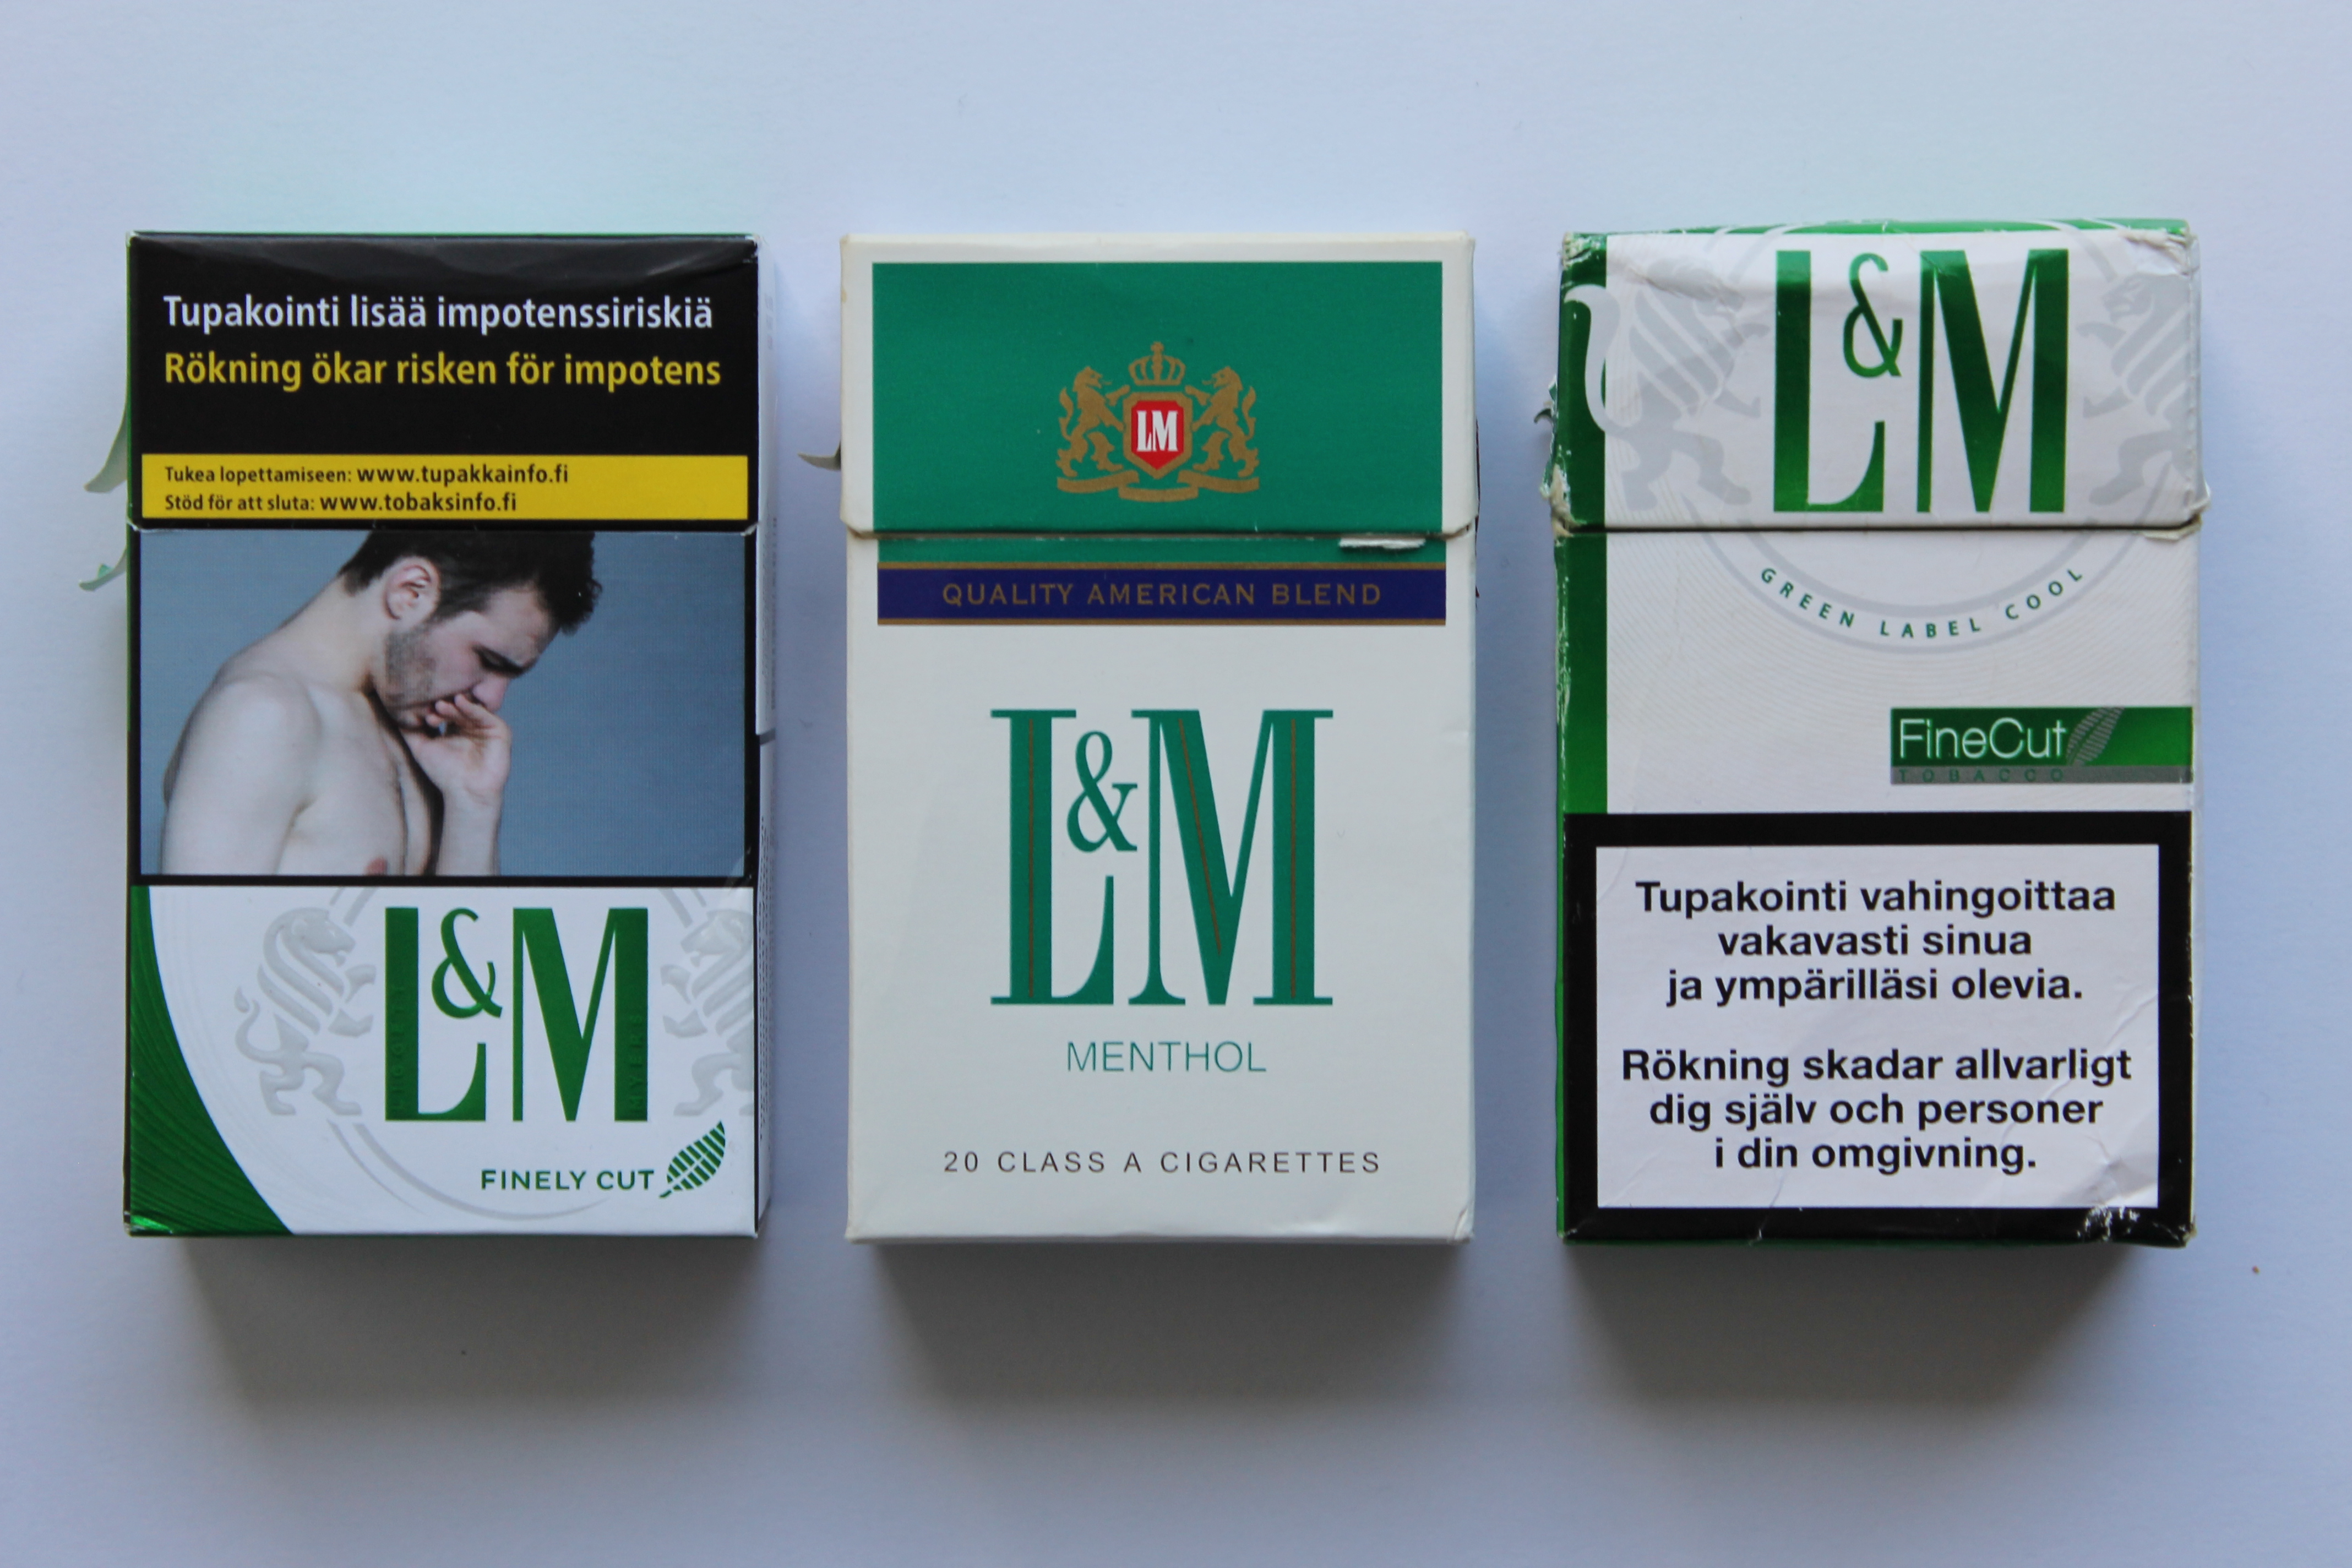 L&M
GREEN LABEL COOL
FineCut
TOBACCO
Tupakointi vahingoittaa
vakavasti sinua
ja ympärilläsi olevia.
Rökning skadar allvarligt
dig själv och personer
i din omgivning.
LM
QUALITY AMERICAN BLEND
L&M
MENTHOL
20 CLASS A CIGARETTES
Tupakointi lisää impotenssiriskiä
Rökning ökar risken för impotens
Tukea lopettamiseen: www.tupakkainfo.fi
Stöd för att sluta: www.tobaksinfo.fi
L&M
LIGGETT
MYERS
FINELY CUT